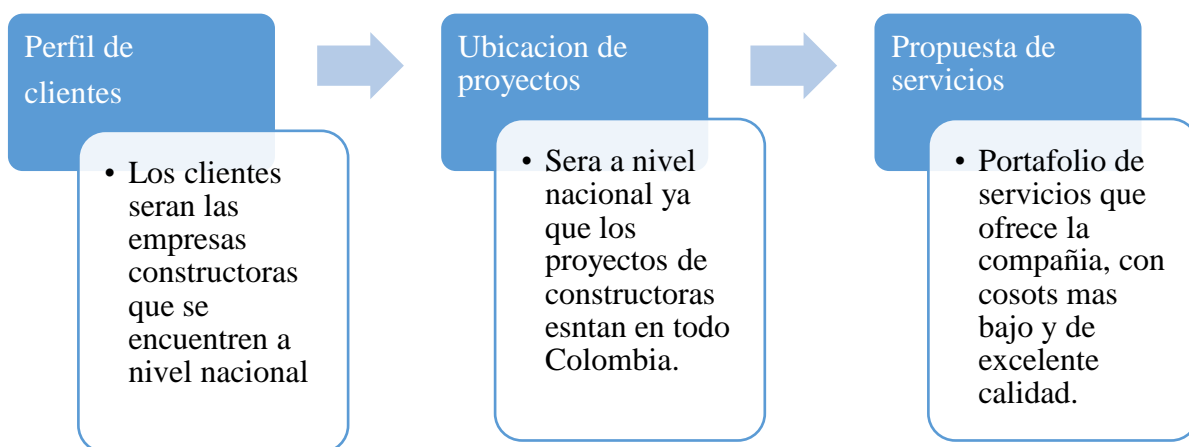 Perfil de
clientes
• Los clientes
seran las
empresas
constructoras
que se
encuentren a
nivel nacional
Ubicacion de
proyectos
• Sera a nivel
nacional ya
que los
proyectos de
constructoras
esntan en todo
Colombia.
Propuesta de
servicios
• Portafolio de
servicios que
ofrece la
compañia, con
cosots mas
bajo y de
excelente
calidad.